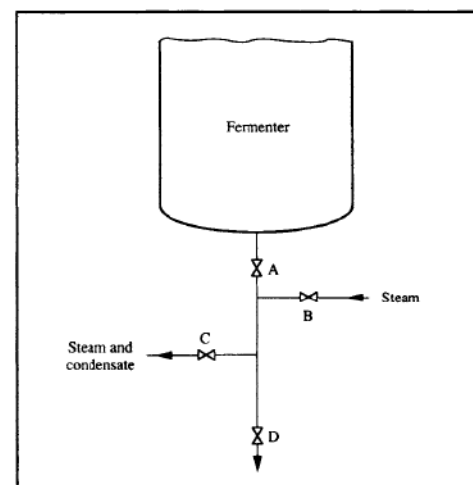 Fermenter
A
Steam
B
C
Steam and
condensate
D